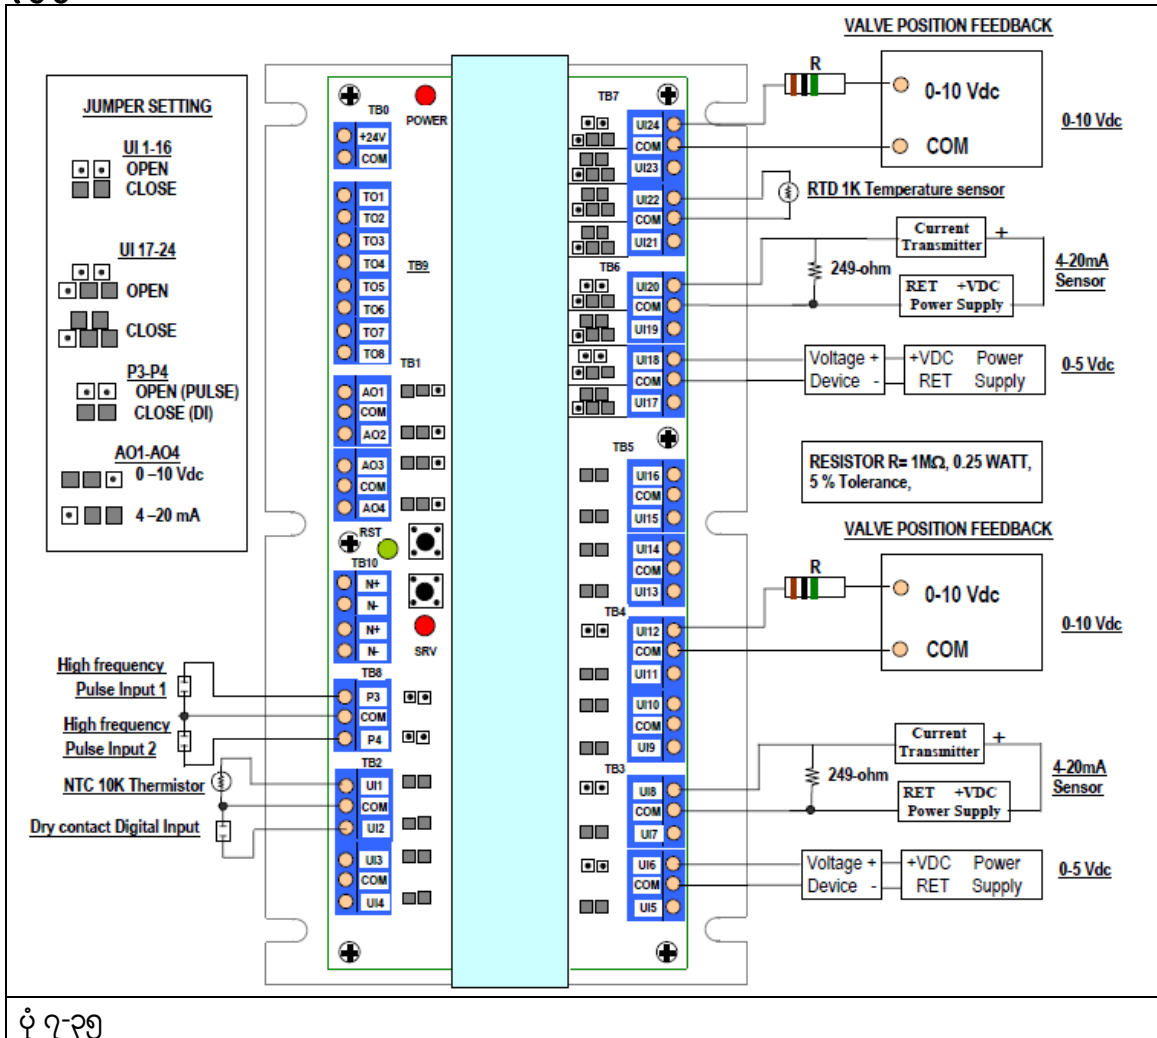 VALVE POSITION FEEDBACK
R
0-10 Vdc
COM
0-10 Vdc
JUMPER SETTING
UI 1-16
OPEN
CLOSE
UI 17-24
OPEN
CLOSE
P3-P4
OPEN (PULSE)
CLOSE (DI)
AO1-AO4
0 –10 Vdc
4 –20 mA
TB0
POWER
+24V
COM
TO1
TO2
TO3
TO4
TO5
TO6
TO7
TO8
TB9
TB1
AO1
COM
AO2
AO3
COM
AO4
RST
TB10
N+
N-
N+
N-
SRV
TB8
P3
COM
P4
TB2
UI1
COM
UI2
UI3
COM
UI4
High frequency
Pulse Input 1
High frequency
Pulse Input 2
NTC 10K Thermistor
Dry contact Digital Input
TB7
UI24
COM
UI23
UI22
COM
UI21
TB6
UI20
COM
UI19
UI18
COM
UI17
TB5
UI16
COM
UI15
UI14
COM
UI13
TB4
UI12
COM
UI11
UI10
COM
UI9
TB3
UI8
COM
UI7
UI6
COM
UI5
RTD 1K Temperature sensor
Current
Transmitter
+
249-ohm
RET +VDC
Power Supply
4-20mA
Sensor
Voltage +
Device -
+VDC Power
RET Supply
0-5 Vdc
RESISTOR R= 1MΩ, 0.25 WATT,
5 % Tolerance,
VALVE POSITION FEEDBACK
R
0-10 Vdc
COM
0-10 Vdc
Current
Transmitter
+
249-ohm
RET +VDC
Power Supply
4-20mA
Sensor
Voltage +
Device -
+VDC Power
RET Supply
0-5 Vdc
ပုံ ၇-၃၅